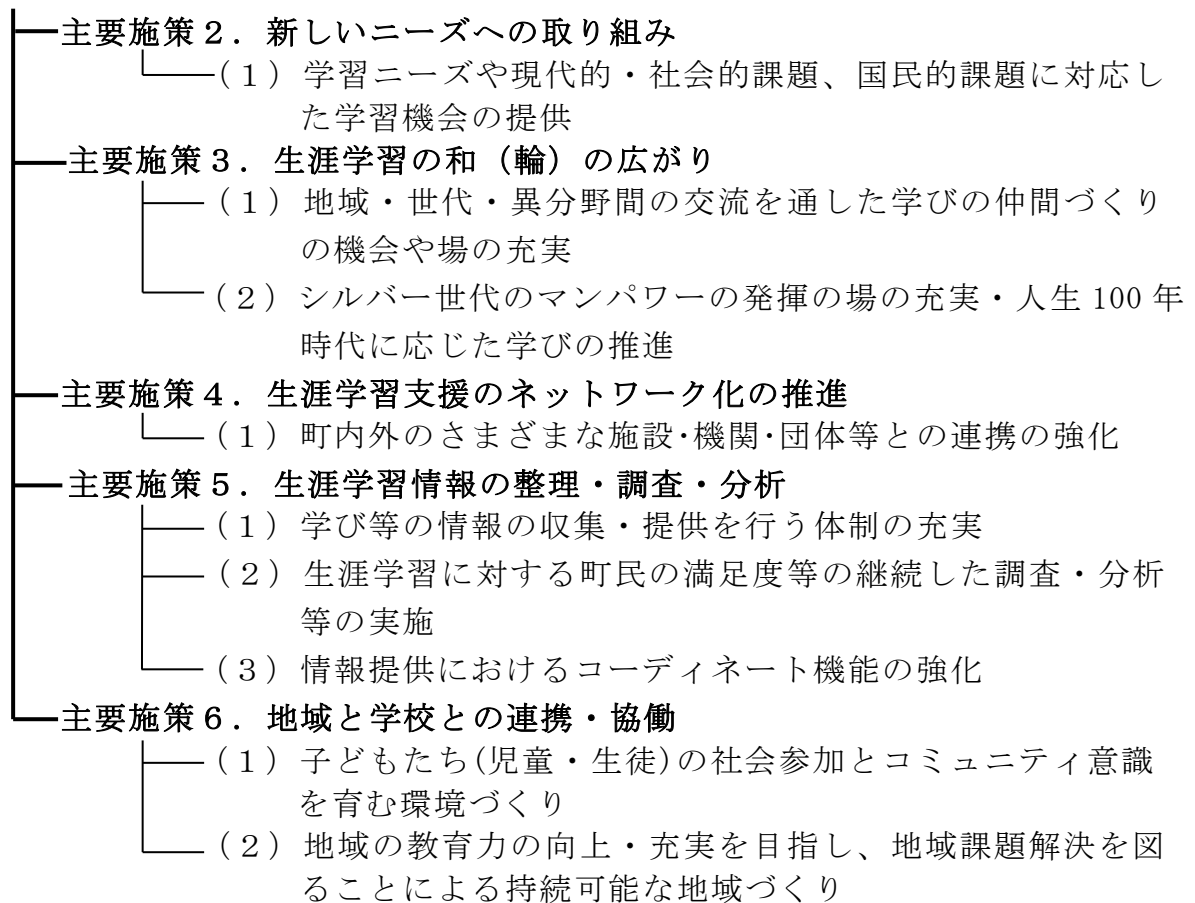 主要施策２．新しいニーズへの取り組み
（１）学習ニーズや現代的・社会的課題、国民的課題に対応し
た学習機会の提供
主要施策３．生涯学習の和（輪）の広がり
（１）地域・世代・異分野間の交流を通した学びの仲間づくり
の機会や場の充実
（２）シルバー世代のマンパワーの発揮の場の充実・人生100年
時代に応じた学びの推進
主要施策４．生涯学習支援のネットワーク化の推進
（１）町内外のさまざまな施設･機関･団体等との連携の強化
主要施策５．生涯学習情報の整理・調査・分析
（１）学び等の情報の収集・提供を行う体制の充実
（２）生涯学習に対する町民の満足度等の継続した調査・分析
等の実施
（３）情報提供におけるコーディネート機能の強化
主要施策６．地域と学校との連携・協働
（１）子どもたち(児童・生徒)の社会参加とコミュニティ意識
を育む環境づくり
（２）地域の教育力の向上・充実を目指し、地域課題解決を図
ることによる持続可能な地域づくり